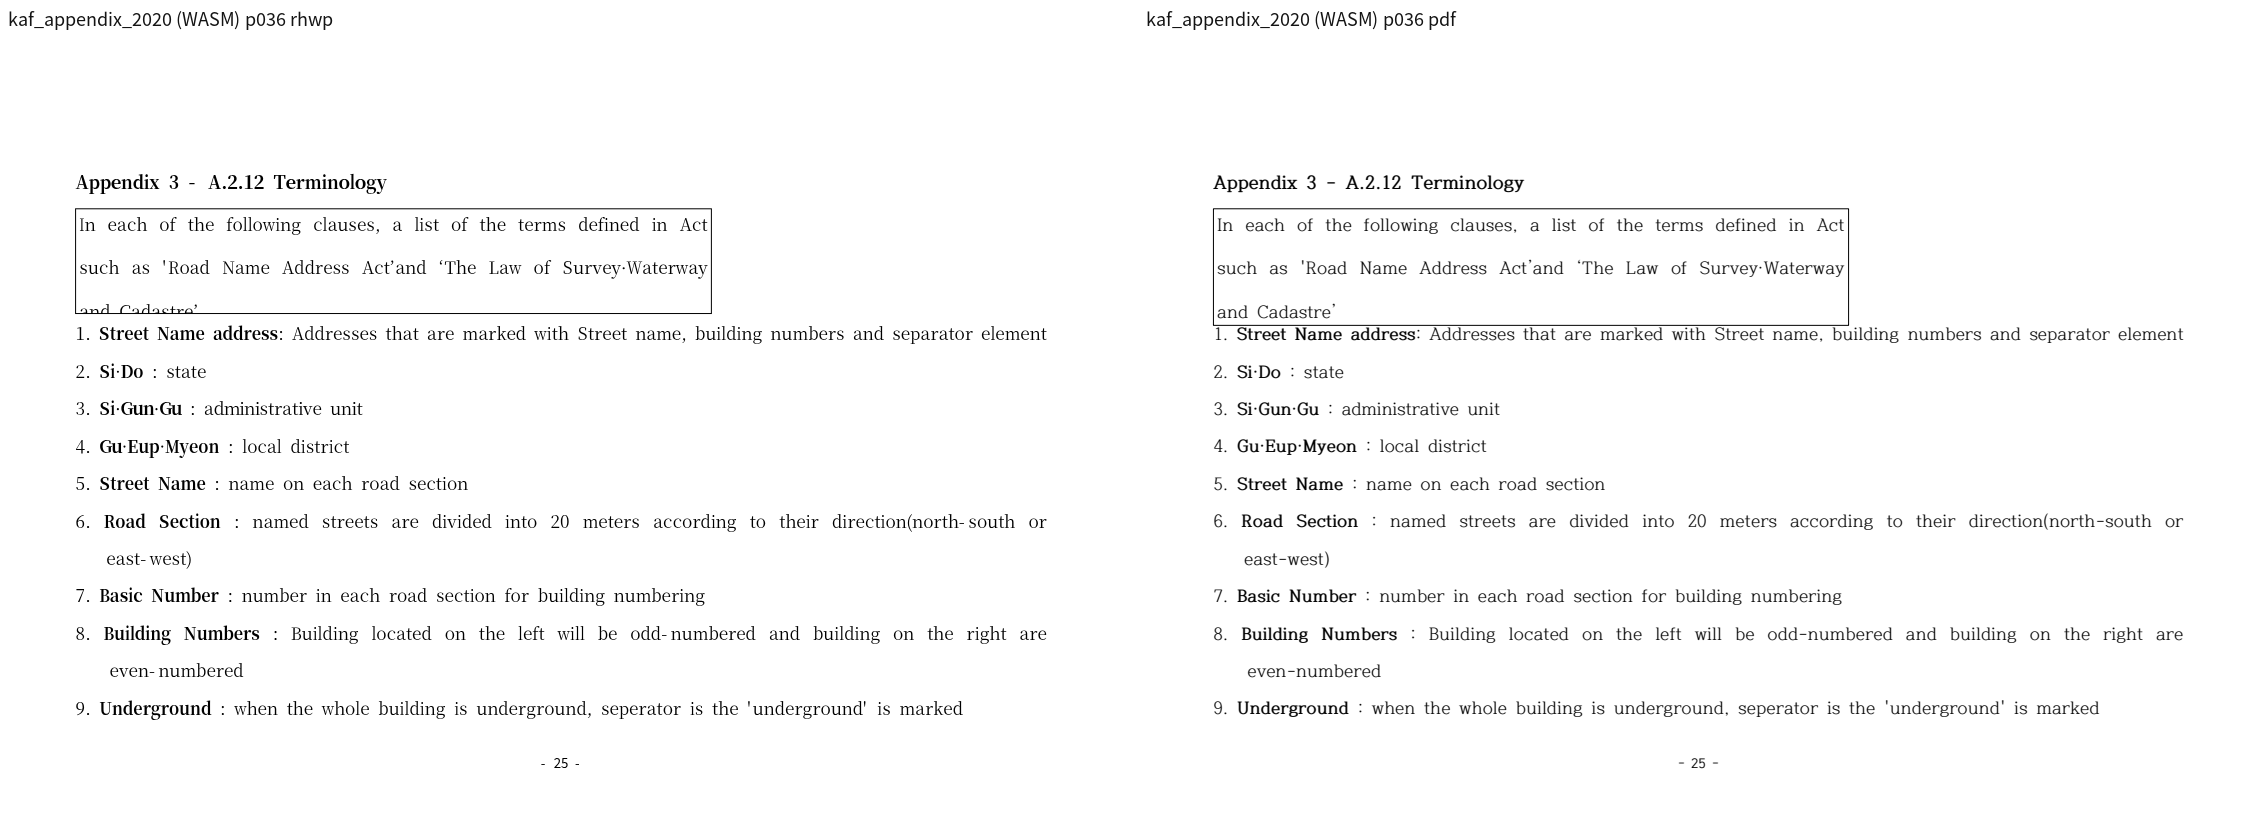 kaf_appendix_2020 (WASM) p036 rhwp
Appendix 3 - A.2.12 Terminology
In each of the following clauses, a list of the terms defined in Act
such as 'Road Name Address Act’and ‘The Law of Survey·Waterway
and Cadastre’
1. Street Name address: Addresses that are marked with Street name, building numbers and separator element
2. Si·Do : state
3. Si·Gun·Gu : administrative unit
4. Gu·Eup·Myeon : local district
5. Street Name : name on each road section
6. Road Section : named streets are divided into 20 meters according to their direction(north-south or
east-west)
7. Basic Number : number in each road section for building numbering
8. Building Numbers : Building located on the left will be odd-numbered and building on the right are
even-numbered
9. Underground : when the whole building is underground, seperator is the 'underground' is marked
- 25 -
kaf_appendix_2020 (WASM) p036 pdf
Appendix 3 - A.2.12 Terminology
In each of the following clauses, a list of the terms defined in Act
such as 'Road Name Address Act’and ‘The Law of Survey·Waterway
and Cadastre’
1. Street Name address: Addresses that are marked with Street name, building numbers and separator element
2. Si·Do : state
3. Si·Gun·Gu : administrative unit
4. Gu·Eup·Myeon : local district
5. Street Name : name on each road section
6. Road Section : named streets are divided into 20 meters according to their direction(north-south or
east-west)
7. Basic Number : number in each road section for building numbering
8. Building Numbers : Building located on the left will be odd-numbered and building on the right are
even-numbered
9. Underground : when the whole building is underground, seperator is the 'underground' is marked
- 25 -